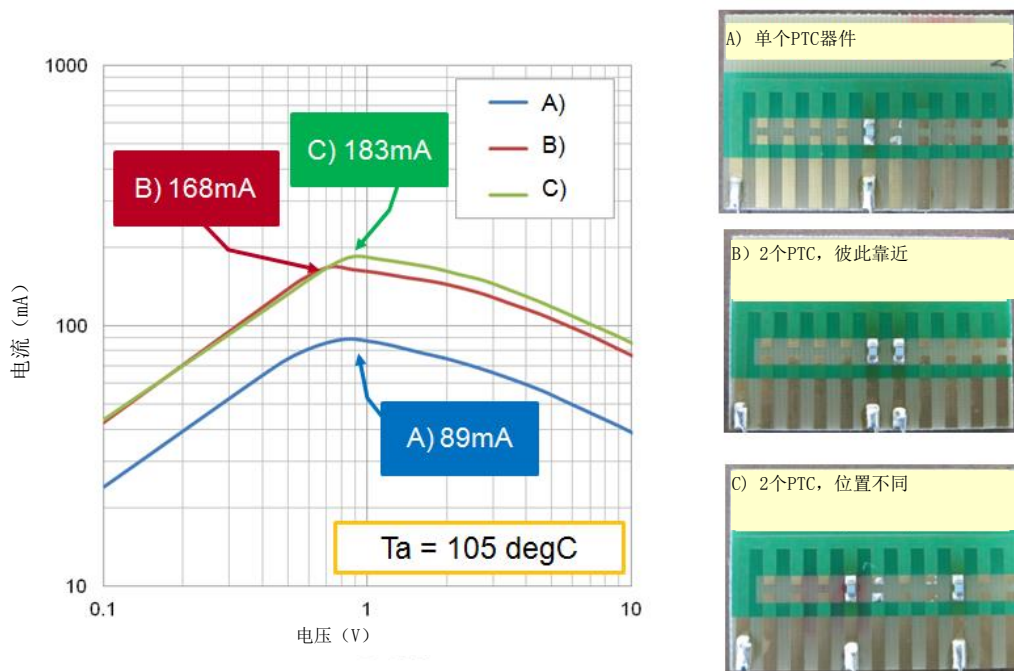 1000
100
10
0.1
1
10
电流（mA）
电压（V）
A)
B)
C)
C) 183mA
B) 168mA
A) 89mA
Ta = 105 degC
A) 单个PTC器件
B) 2个PTC，彼此靠近
C) 2个PTC，位置不同